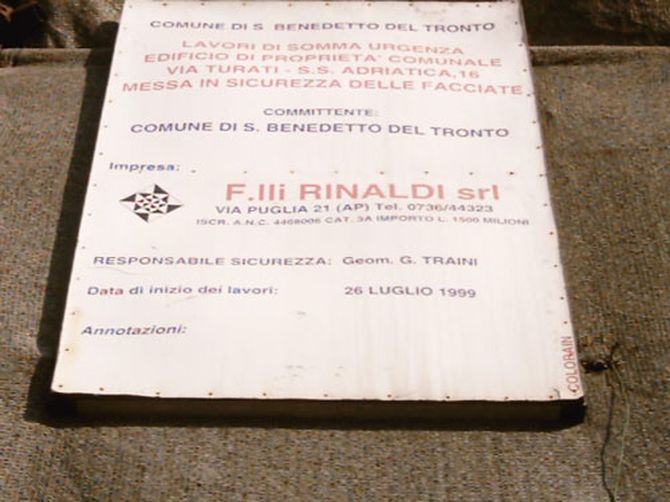 COMUNE DI S. BENEDETTO DEL TRONTO
LAVORI DI SOMMA URGENZA
EDIFICIO DI PROPRIETA' COMUNALE
VIA TURATI - S.S. ADRIATICA,16
MESSA IN SICUREZZA DELLE FACCIATE
COMMITTENTE:
COMUNE DI S. BENEDETTO DEL TRONTO
Impresa:
F.lli RINALDI srl
VIA PUGLIA 21 (AP) Tel. 0736/44323
ISCR. A.N.C. 4468006 CAT. 3A IMPORTO L. 1500 MILIONI
RESPONSABILE SICUREZZA: Geom. G. TRAINI
Data di inizio dei lavori: 26 LUGLIO 1999
Annotazioni:
COLORAIN